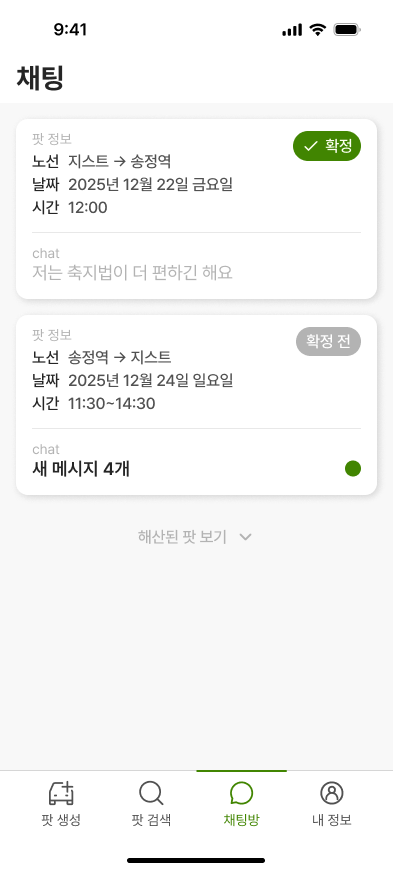 9:41
채팅
팟 정보
확정
노선 지스트 → 송정역
날짜 2025년 12월 22일 금요일
시간 12:00
chat
저는 축지법이 더 편하긴 해요
팟 정보
확정 전
노선 송정역 → 지스트
날짜 2025년 12월 24일 일요일
시간 11:30~14:30
chat
새 메시지 4개
해산된 팟 보기
팟 생성 팟 검색 채팅방 내 정보